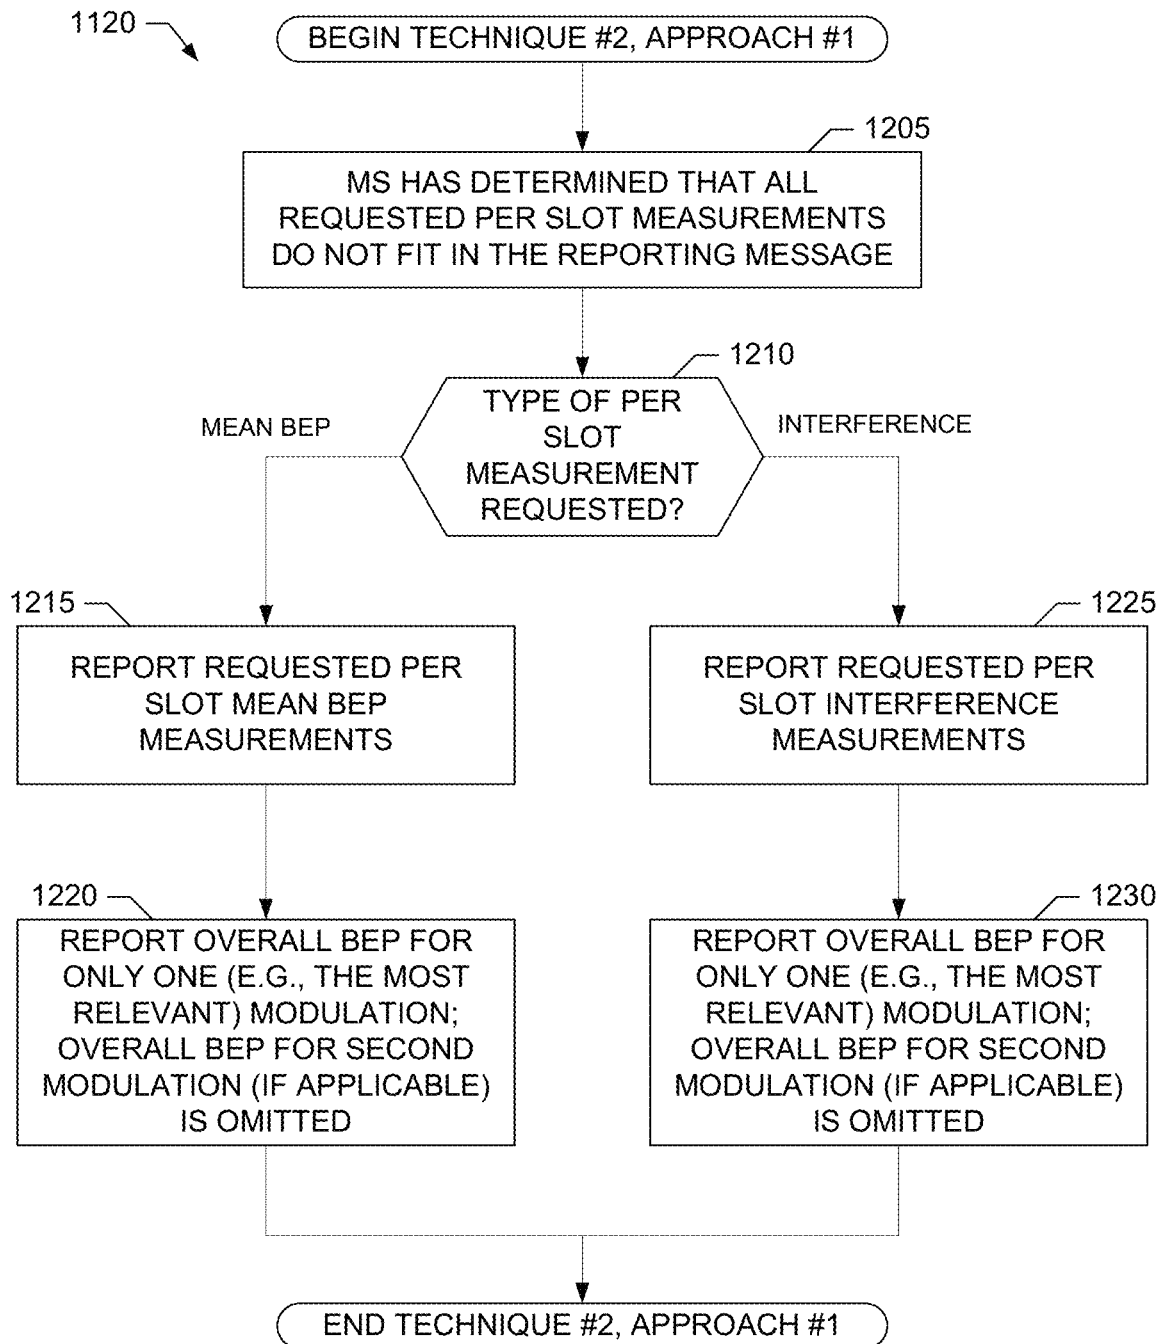 1120
BEGIN TECHNIQUE #2, APPROACH #1
1205
MS HAS DETERMINED THAT ALL
REQUESTED PER SLOT MEASUREMENTS
DO NOT FIT IN THE REPORTING MESSAGE
1210
TYPE OF PER
SLOT
MEASUREMENT
REQUESTED?
MEAN BEP
INTERFERENCE
1215
REPORT REQUESTED PER
SLOT MEAN BEP
MEASUREMENTS
1225
REPORT REQUESTED PER
SLOT INTERFERENCE
MEASUREMENTS
1220
REPORT OVERALL BEP FOR
ONLY ONE (E.G., THE MOST
RELEVANT) MODULATION;
OVERALL BEP FOR SECOND
MODULATION (IF APPLICABLE)
IS OMITTED
1230
REPORT OVERALL BEP FOR
ONLY ONE (E.G., THE MOST
RELEVANT) MODULATION;
OVERALL BEP FOR SECOND
MODULATION (IF APPLICABLE)
IS OMITTED
END TECHNIQUE #2, APPROACH #1